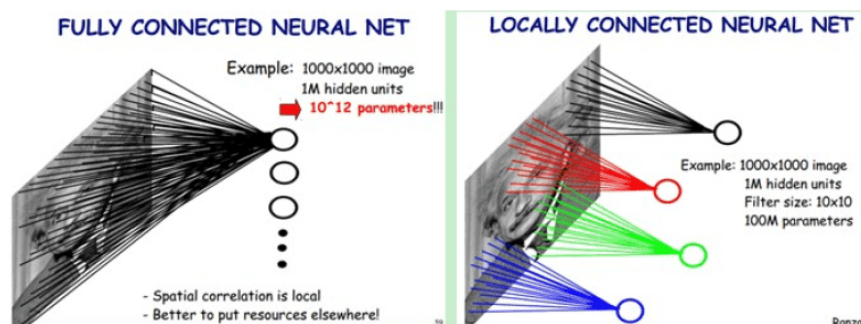 FULLY CONNECTED NEURAL NET
Example: 1000x1000 image
1M hidden units
10^12 parameters!!!
- Spatial correlation is local
- Better to put resources elsewhere!
LOCALLY CONNECTED NEURAL NET
Example: 1000x1000 image
1M hidden units
Filter size: 10x10
100M parameters